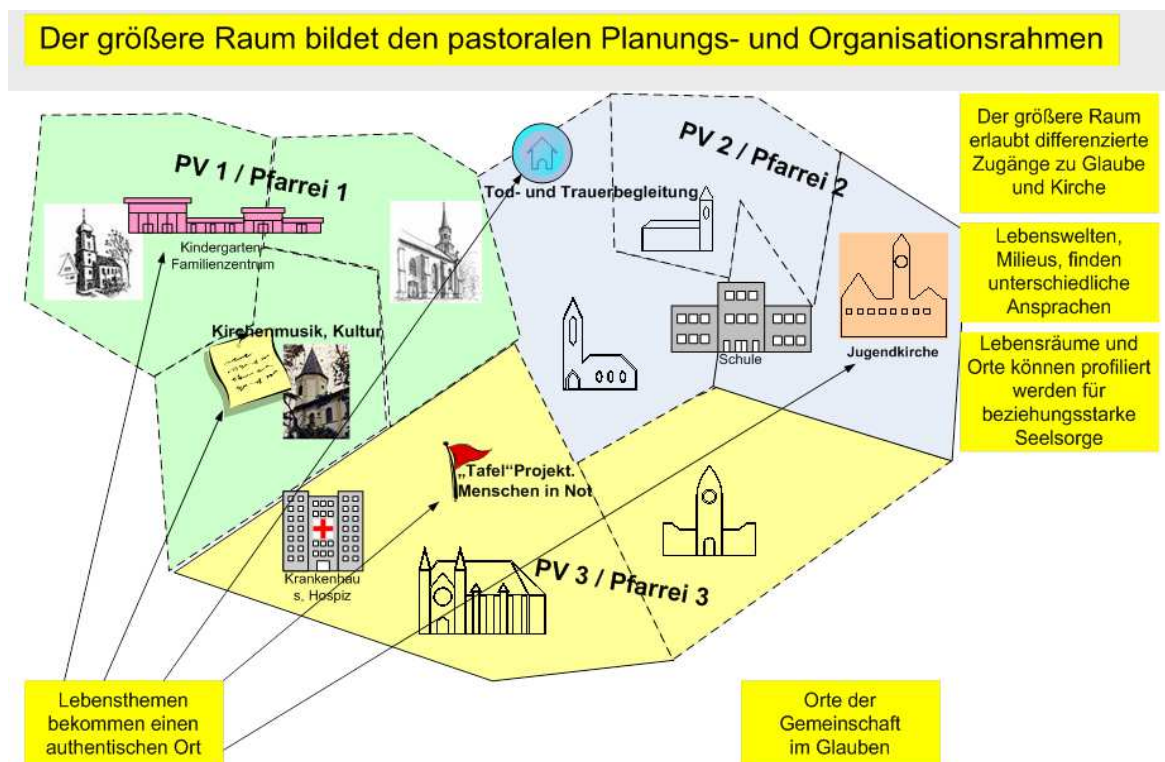 Der größere Raum bildet den pastoralen Planungs- und Organisationsrahmen
PV 1 / Pfarrei 1
Kindergarten/
Familienzentrum
Kirchenmusik, Kultur
Tod- und Trauerbegleitung
PV 2 / Pfarrei 2
Schule
Jugendkirche
„Tafel“Projekt.
Menschen in Not
Krankenhau
s, Hospiz
PV 3 / Pfarrei 3
Der größere Raum
erlaubt differenzierte
Zugänge zu Glaube
und Kirche
Lebenswelten,
Milieus, finden
unterschiedliche
Ansprachen
Lebensräume und
Orte können profiliert
werden für
beziehungsstarke
Seelsorge
Lebensthemen
bekommen einen
authentischen Ort
Orte der
Gemeinschaft
im Glauben